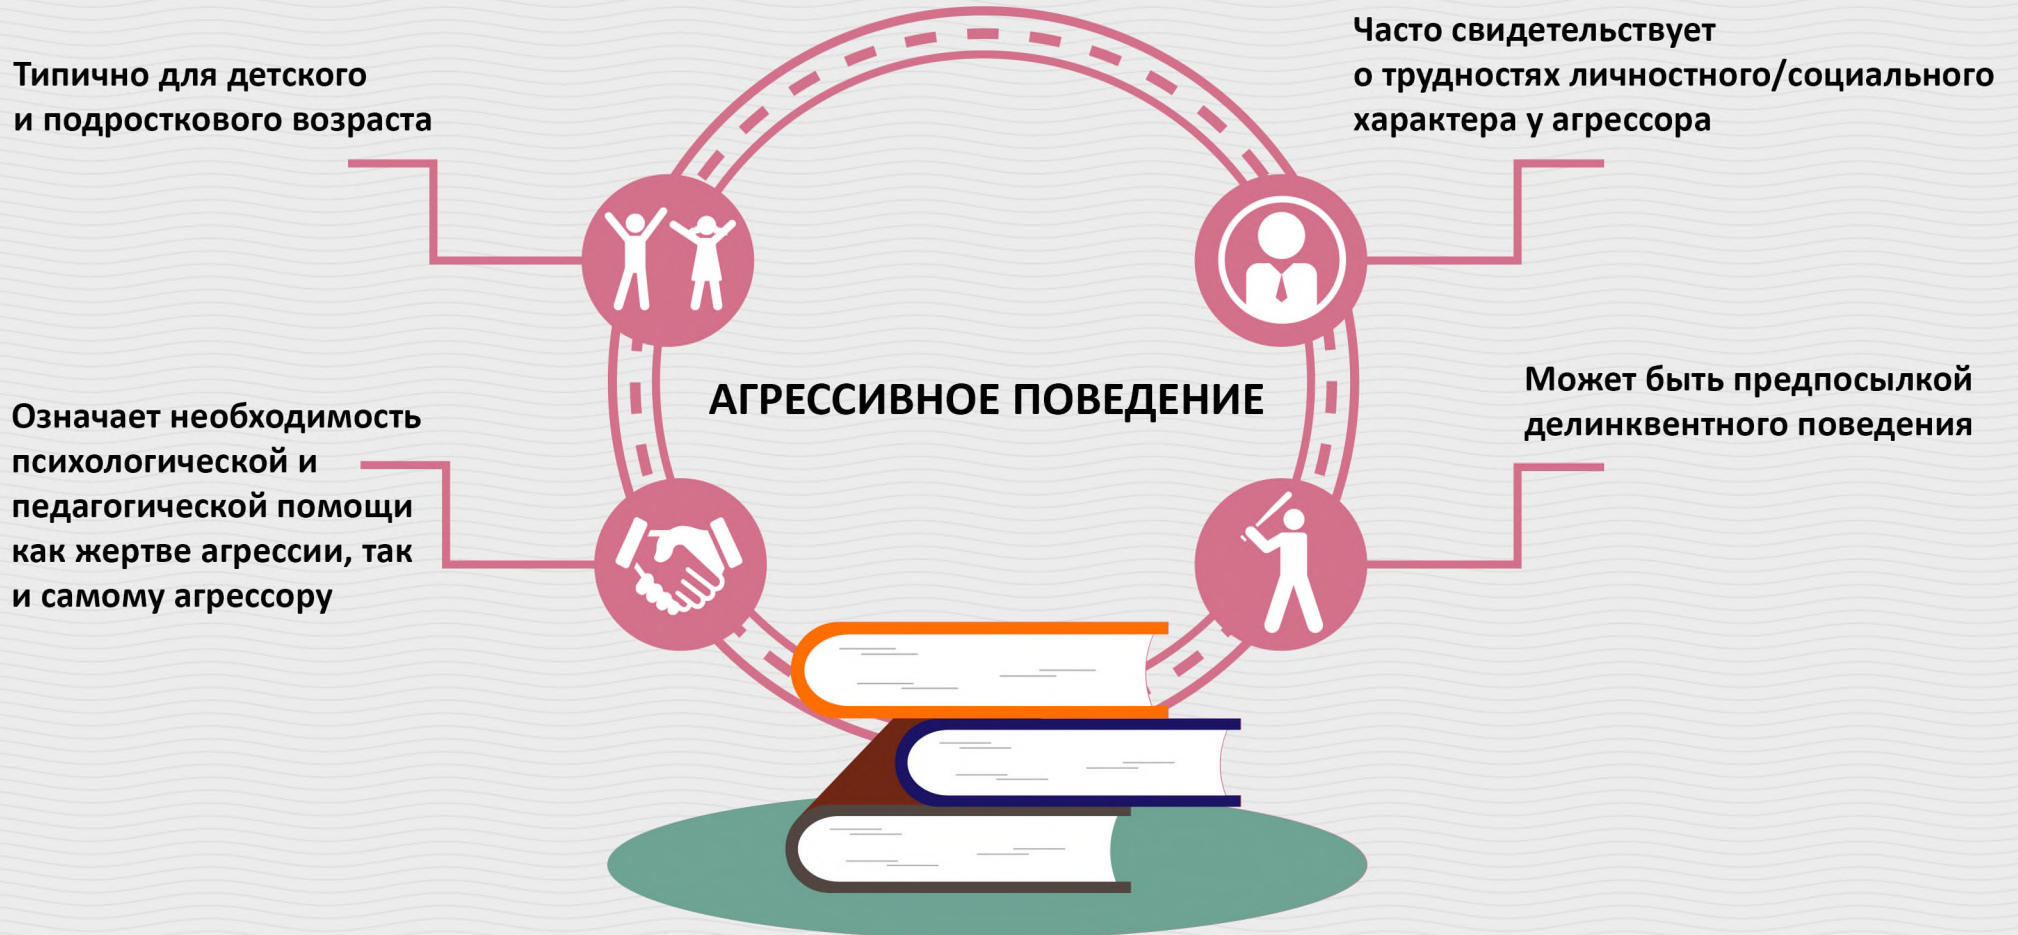 Типично для детского
и подросткового возраста
Часто свидетельствует
о трудностях личностного/социального
характера у агрессора
АГРЕССИВНОЕ ПОВЕДЕНИЕ
Означает необходимость
психологической и
педагогической помощи
как жертве агрессии, так
и самому агрессору
Может быть предпосылкой
делинквентного поведения